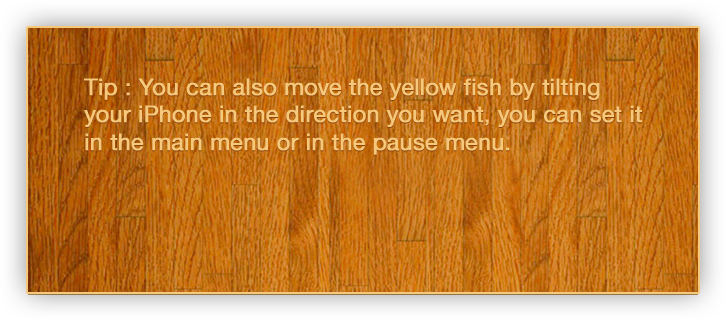 Tip : You can also move the yellow fish by tilting
your iPhone in the direction you want, you can set it
in the main menu or in the pause menu.